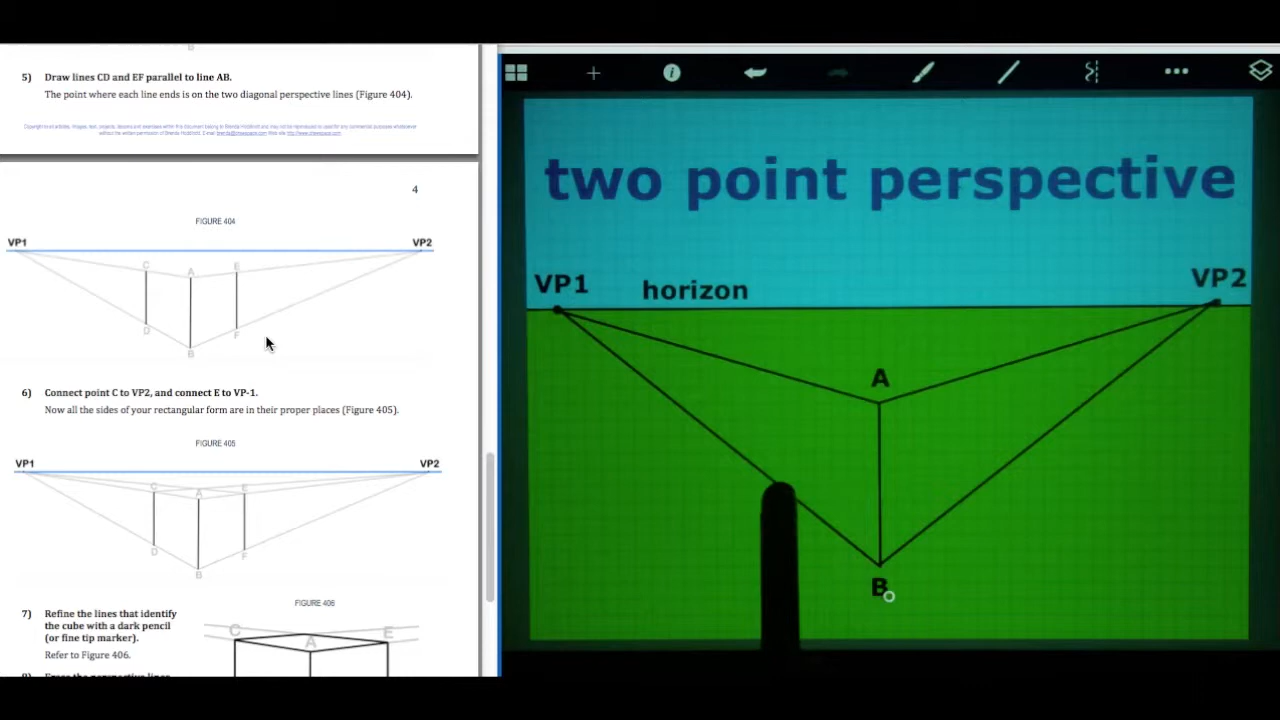 B
5) Draw lines CD and EF parallel to line AB.
The point where each line ends is on the two diagonal perspective lines (Figure 404).
4
FIGURE 404
VP1 VP2
C A E
D B F
6) Connect point C to VP2, and connect E to VP-1.
Now all the sides of your rectangular form are in their proper places (Figure 405).
FIGURE 405
VP1 VP2
C A E
D B F
7) Refine the lines that identify
the cube with a dark pencil
(or fine tip marker).
Refer to Figure 406.
FIGURE 406
C A E
two point perspective
VP1 horizon VP2
A
B